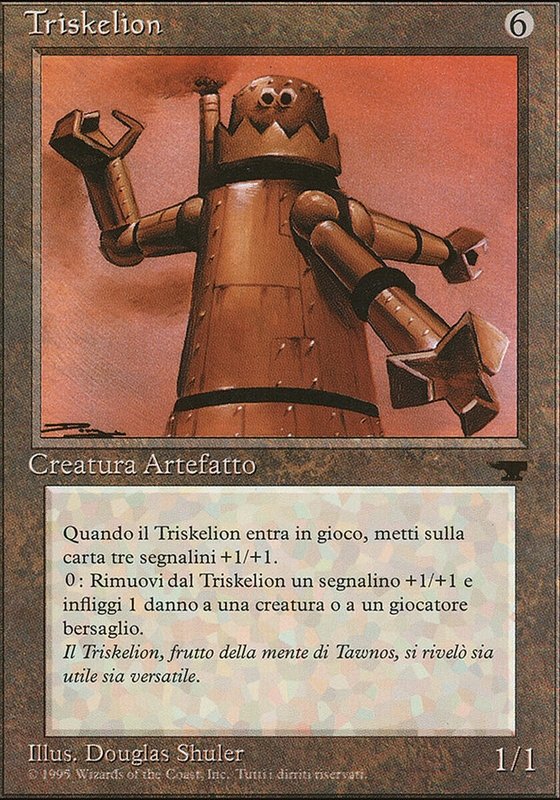 Triskelion
6
Creatura Artefatto
Quando il Triskelion entra in gioco, metti sulla
carta tre segnalini +1/+1.
0: Rimuovi dal Triskelion un segnalino +1/+1 e
infliggi 1 danno a una creatura o a un giocatore
bersaglio.
Il Triskelion, frutto della mente di Tawnos, si rivelò sia
utile sia versatile.
Illus. Douglas Shuler
1/1
© 1995 Wizards of the Coast, Inc. Tutti i diritti riservati.